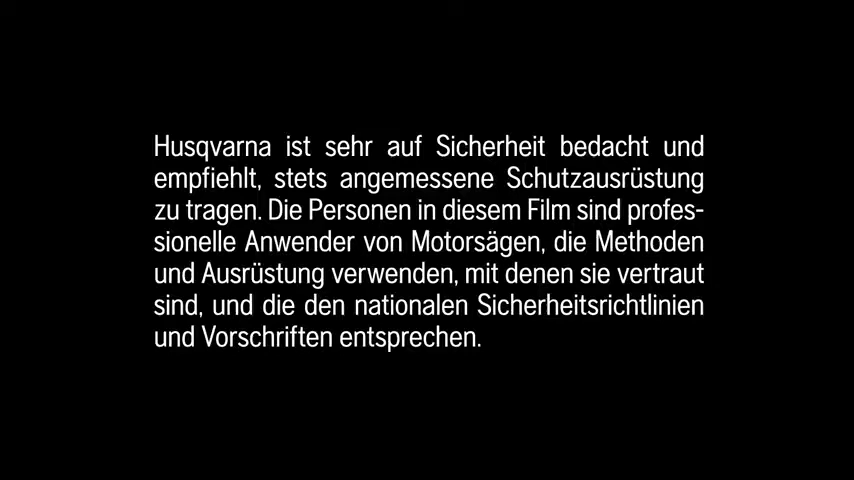 Husqvarna ist sehr auf Sicherheit bedacht und
empfiehlt, stets angemessene Schutzausrüstung
zu tragen. Die Personen in diesem Film sind profes-
sionelle Anwender von Motorsägen, die Methoden
und Ausrüstung verwenden, mit denen sie vertraut
sind, und die den nationalen Sicherheitsrichtlinien
und Vorschriften entsprechen.